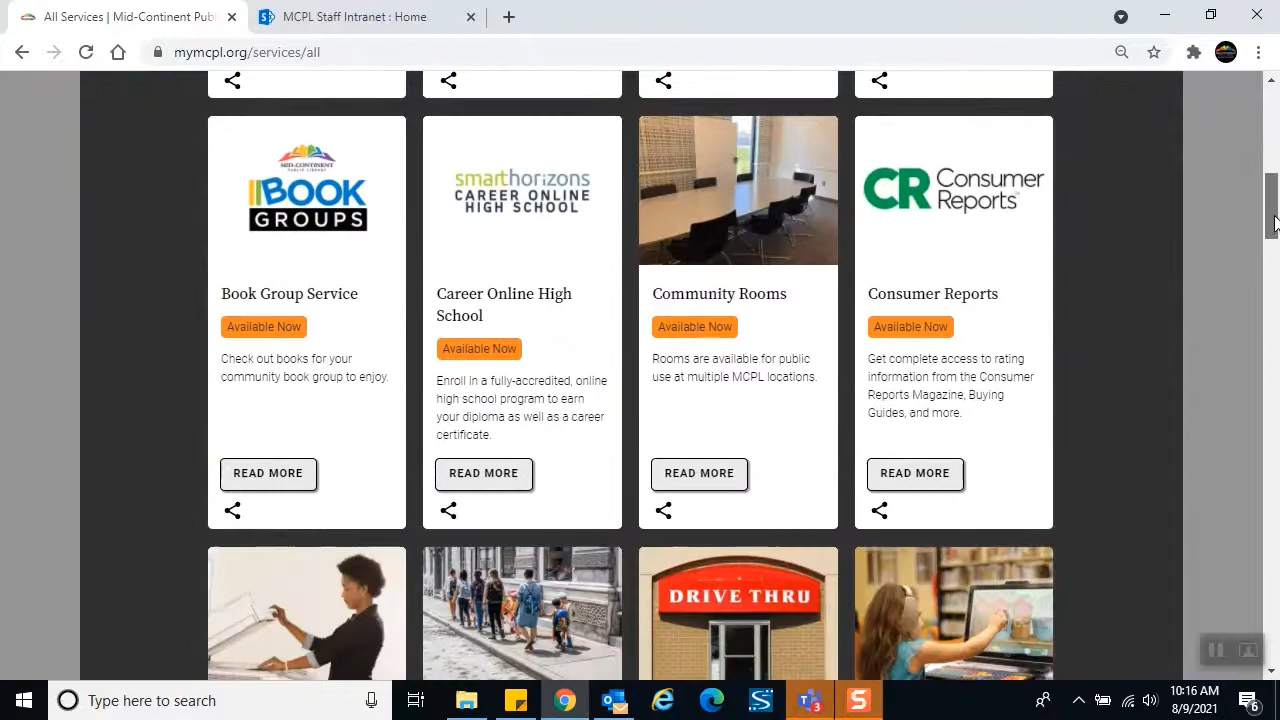 All Services | Mid-Continent Pub
MCPL Staff Intranet : Home
mymcpl.org/services/all
MID-CONTINENT
PUBLIC LIBRARY
BOOK
GROUPS
smarthorizons
CAREER ONLINE
HIGH SCHOOL
CR Consumer
Reports
Book Group Service
Available Now
Check out books for your
community book group to enjoy.
READ MORE
Career Online High
School
Available Now
Enroll in a fully-accredited, online
high school program to earn
your diploma as well as a career
certificate.
READ MORE
Community Rooms
Available Now
Rooms are available for public
use at multiple MCPL locations.
READ MORE
Consumer Reports
Available Now
Get complete access to rating
information from the Consumer
Reports Magazine, Buying
Guides, and more.
READ MORE
DRIVE THRU
Type here to search
3
10:16 AM
8/9/2021
6